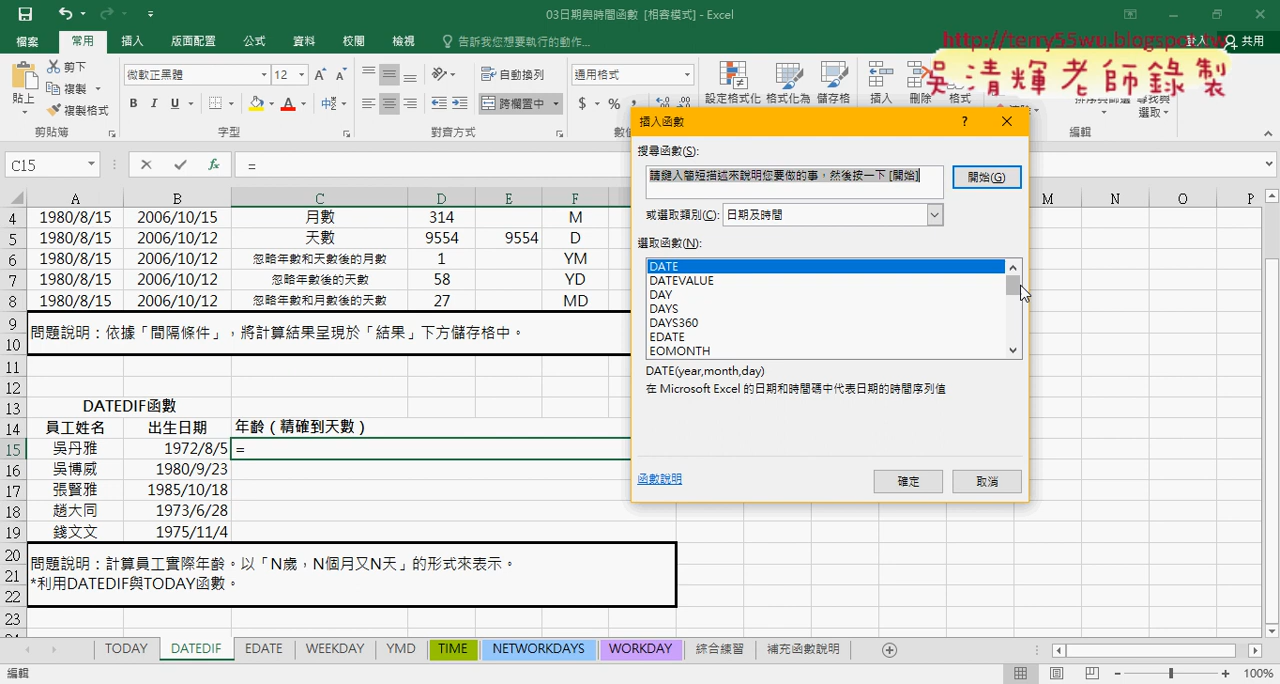 03日期與時間函數 [相容模式] - Excel
檔案 常用 插入 版面配置 公式 資料 校閱 檢視 告訴我您想要執行的動作... 登入 共用
http://terry55wu.blogspot.tw
吳清輝老師錄製
貼上 剪下 複製 複製格式 剪貼簿
微軟正黑體 12 B I U 字型
自動換列 跨欄置中 對齊方式
通用格式 $ % 數值
設定格式化 格式化為 儲存格 插入 刪除 格式 排序與篩選 尋找與 選取 編輯
C15 =
A B C D E F M N O P
4 1980/8/15 2006/10/15 月數 314 M
5 1980/8/15 2006/10/12 天數 9554 9554 D
6 1980/8/15 2006/10/12 忽略年數和天數後的月數 1 YM
7 1980/8/15 2006/10/12 忽略年數後的天數 58 YD
8 1980/8/15 2006/10/12 忽略年數和月數後的天數 27 MD
9
問題說明：依據「間隔條件」，將計算結果呈現於「結果」下方儲存格中。
10
11
12
13 DATEDIF函數
14 員工姓名 出生日期 年齡（精確到天數）
15 吳丹雅 1972/8/5 =
16 吳博威 1980/9/23
17 張賢雅 1985/10/18
18 趙大同 1973/6/28
19 錢文文 1975/11/4
20 問題說明：計算員工實際年齡。以「N歲，N個月又N天」的形式來表示。
21 *利用DATEDIF與TODAY函數。
22
23
插入函數 ?
搜尋函數(S):
請鍵入簡短描述來說明您要做的事，然後按一下 [開始]
開始(G)
或選取類別(C): 日期及時間
選取函數(N):
DATE
DATEVALUE
DAY
DAYS
DAYS360
EDATE
EOMONTH
DATE(year,month,day)
在 Microsoft Excel 的日期和時間碼中代表日期的時間序列值
函數說明 確定 取消
TODAY DATEDIF EDATE WEEKDAY YMD TIME NETWORKDAYS WORKDAY 綜合練習 補充函數說明
編輯 100%